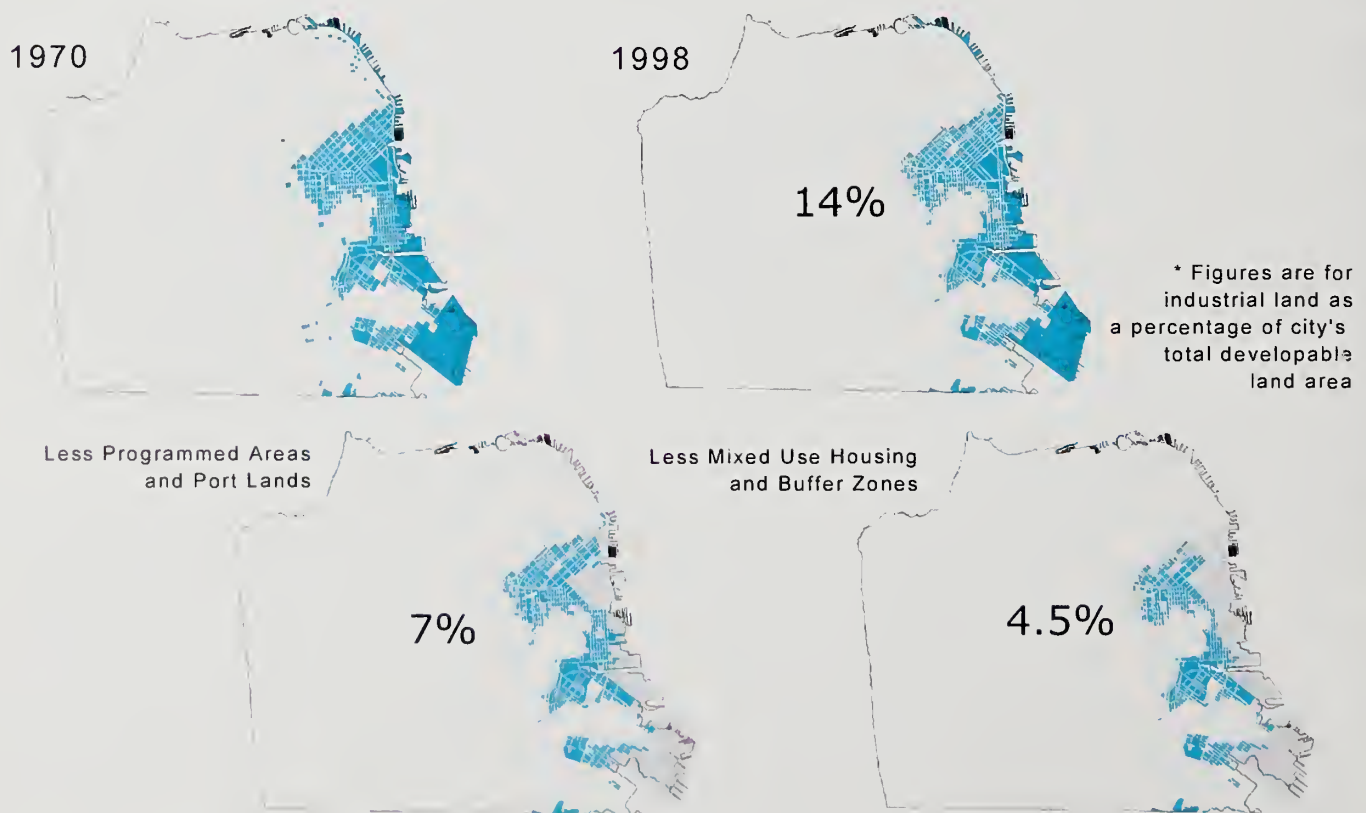 1970
1998
14%
* Figures are for
industrial land as
a percentage of city's
total developable
land area
Less Programmed Areas
and Port Lands
7%
Less Mixed Use Housing
and Buffer Zones
4.5%